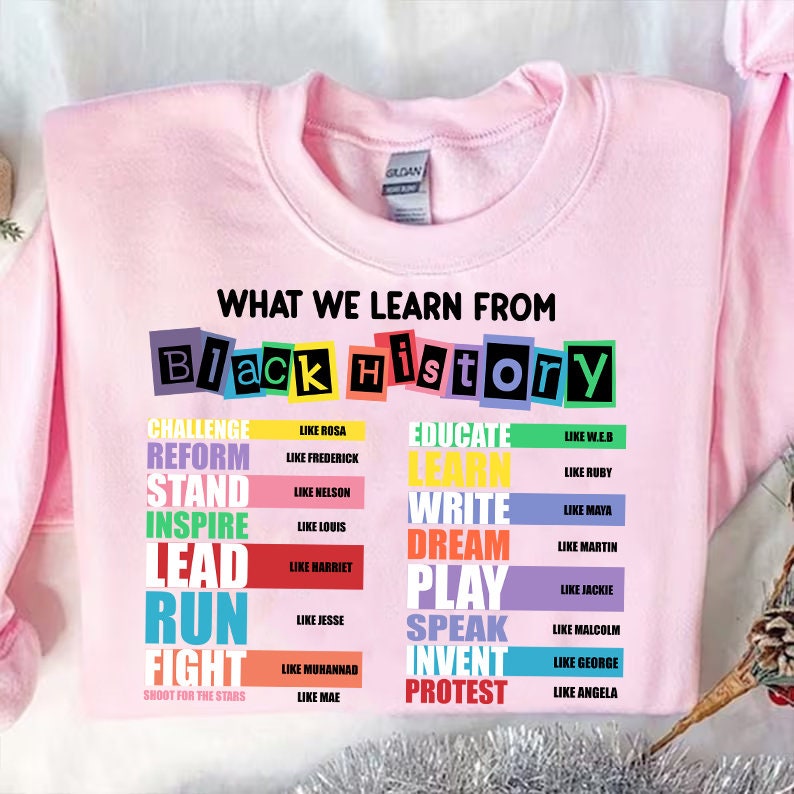 GILDAN
WHAT WE LEARN FROM
Black History
CHALLENGE LIKE ROSA
REFORM LIKE FREDERICK
STAND LIKE NELSON
INSPIRE LIKE LOUIS
LEAD LIKE HARRIET
RUN LIKE JESSE
FIGHT LIKE MUHANNAD
SHOOT FOR THE STARS LIKE MAE
EDUCATE LIKE W.E.B
LEARN LIKE RUBY
WRITE LIKE MAYA
DREAM LIKE MARTIN
PLAY LIKE JACKIE
SPEAK LIKE MALCOLM
INVENT LIKE GEORGE
PROTEST LIKE ANGELA